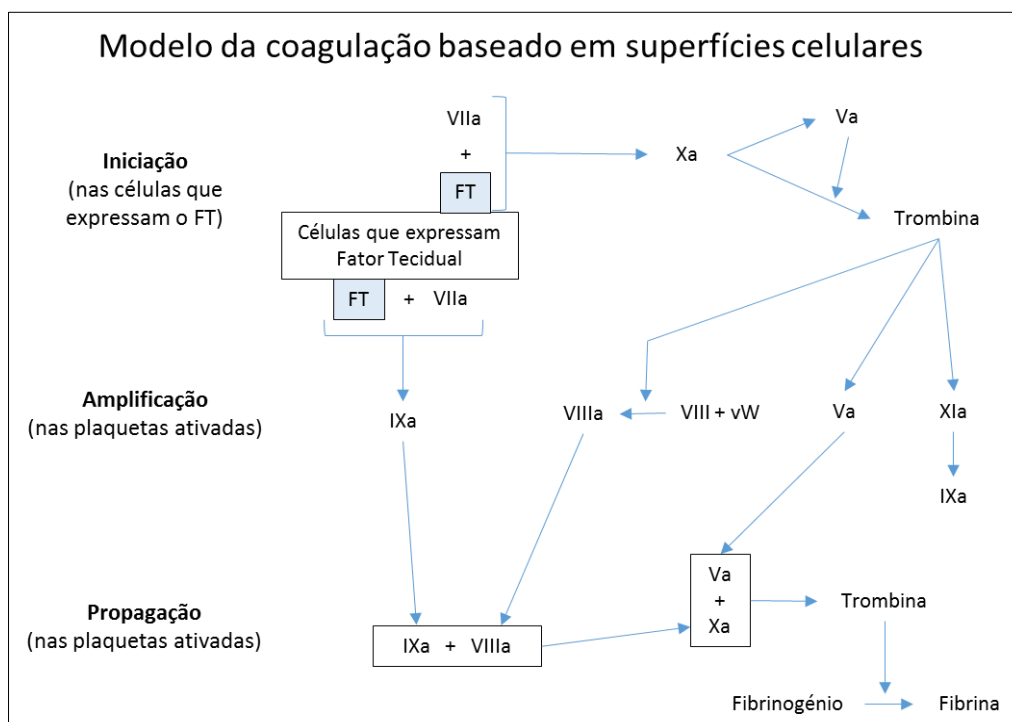 Modelo da coagulação baseado em superfícies celulares
Iniciação
(nas células que
expressam o FT)
VIIa
+
FT
Xa
Va
Trombina
Células que expressam
Fator Tecidual
FT + VIIa
Amplificação
(nas plaquetas ativadas)
IXa
VIIIa
VIII + vW
Va
XIa
IXa
Propagação
(nas plaquetas ativadas)
IXa + VIIIa
Va
+
Xa
Trombina
Fibrinogénio
Fibrina